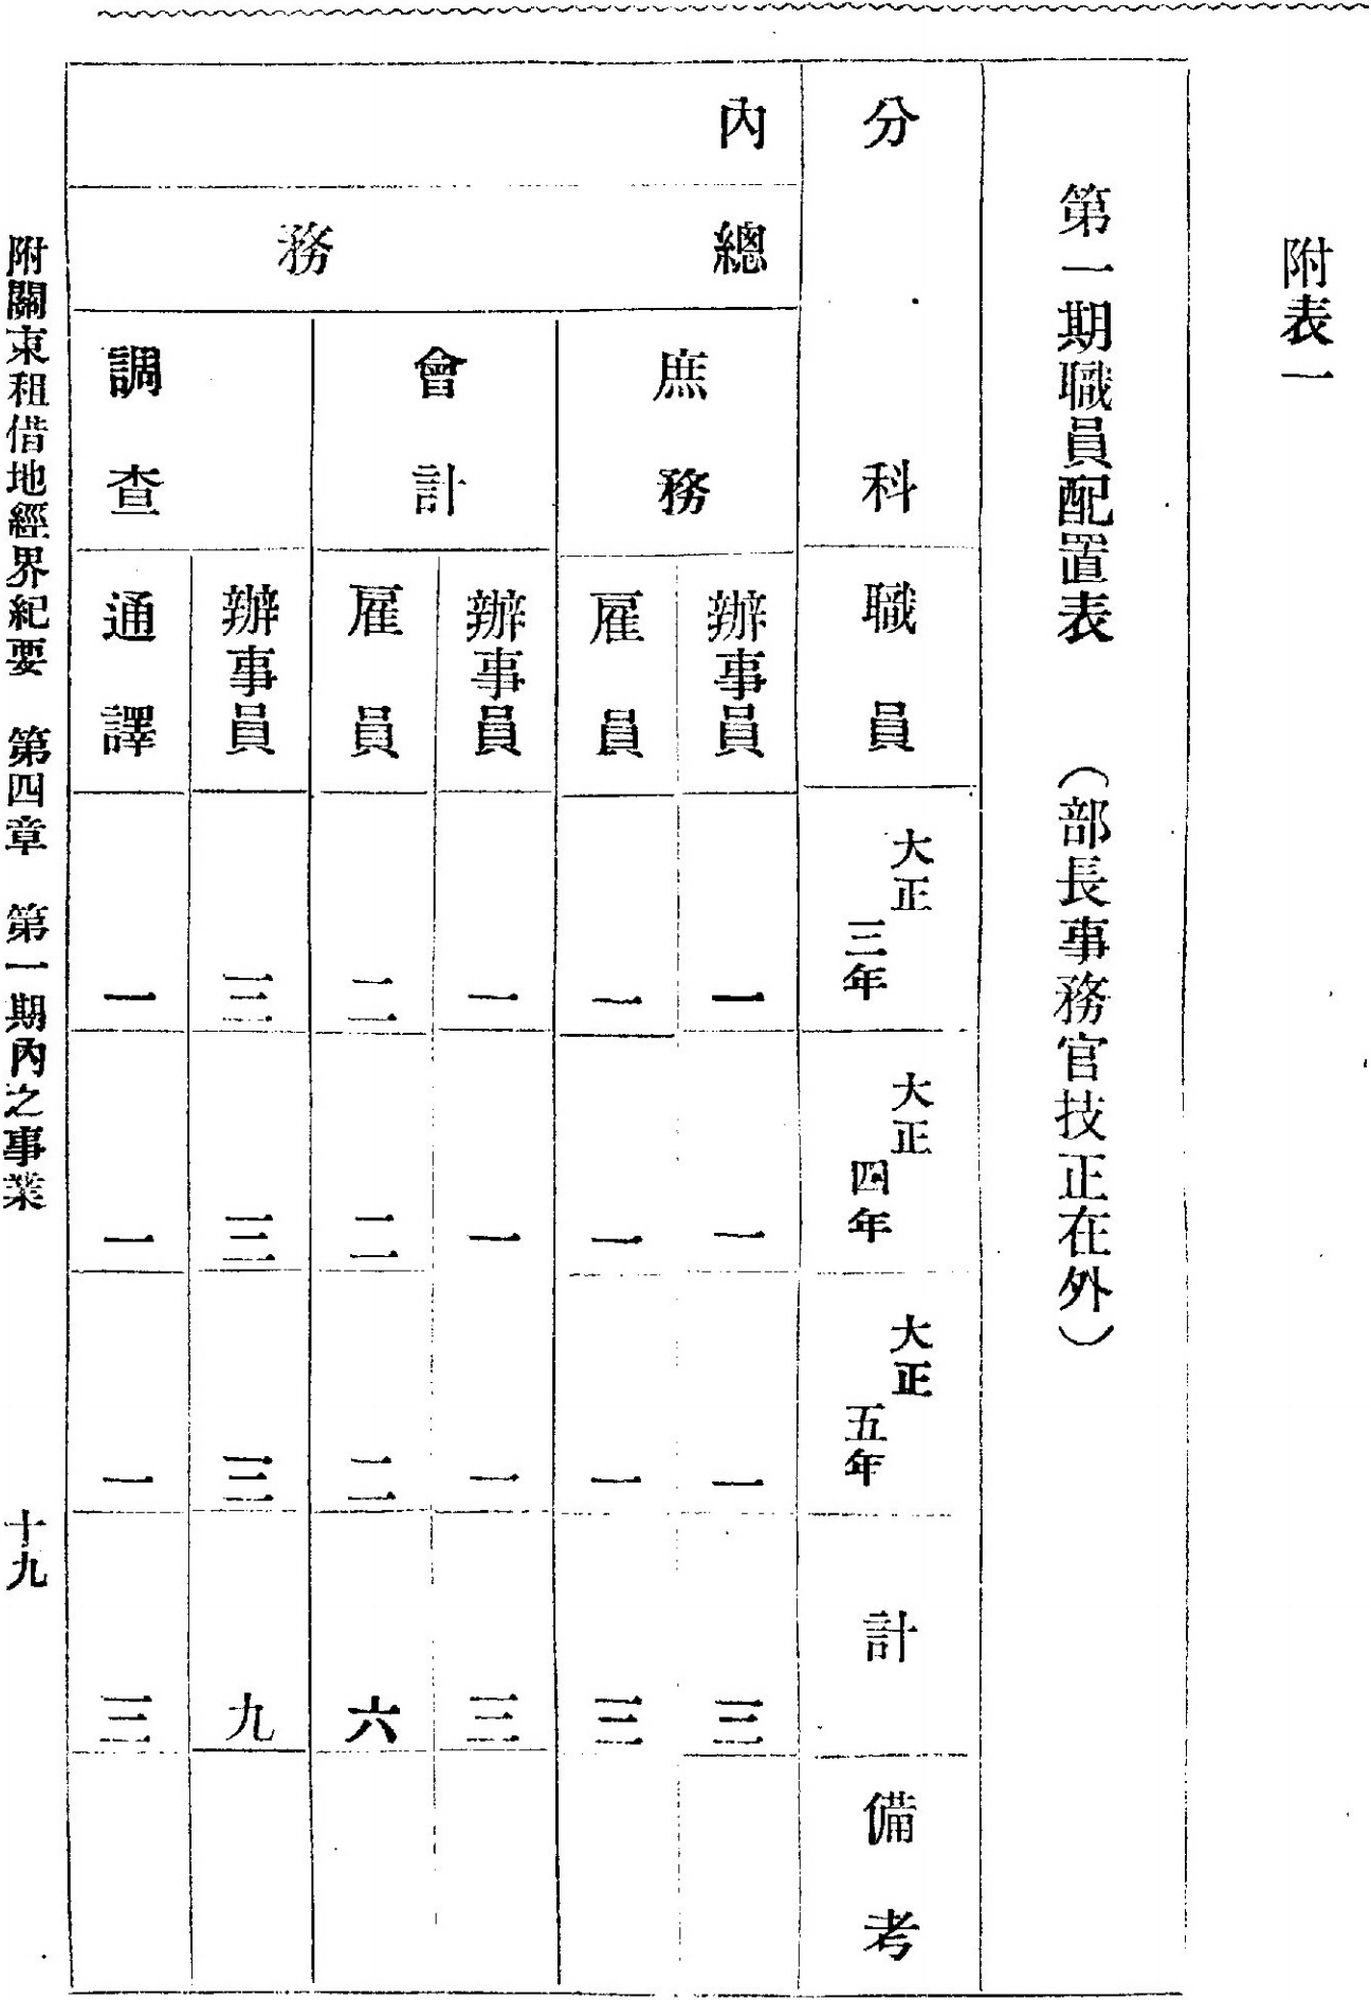 附表一
第一期職員配置表　（部長事務官技正在外）
分科　職員　大正三年　大正四年　大正五年　計　備考
內
總務
庶務　辦事員　一　一　一　三
雇員　一　一　一　三
會計　辦事員　一　一　一　三
雇員　二　二　二　六
調查　辦事員　三　三　三　九
通譯　一　一　一　三
附關東租借地經界紀要　第四章　第一期內之事業　十九